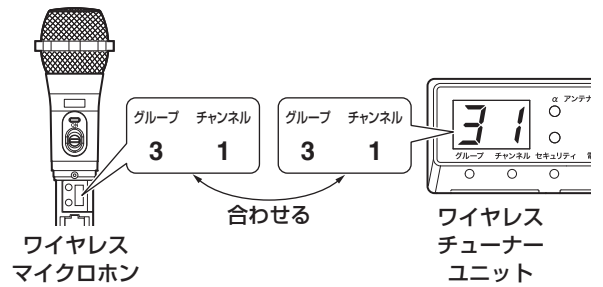 グループ チャンネル
3 1
グループ チャンネル
3 1
合わせる
ワイヤレス
マイクロホン
α アンテナ
31
グループ チャンネル セキュリティ 電
ワイヤレス
チューナー
ユニット